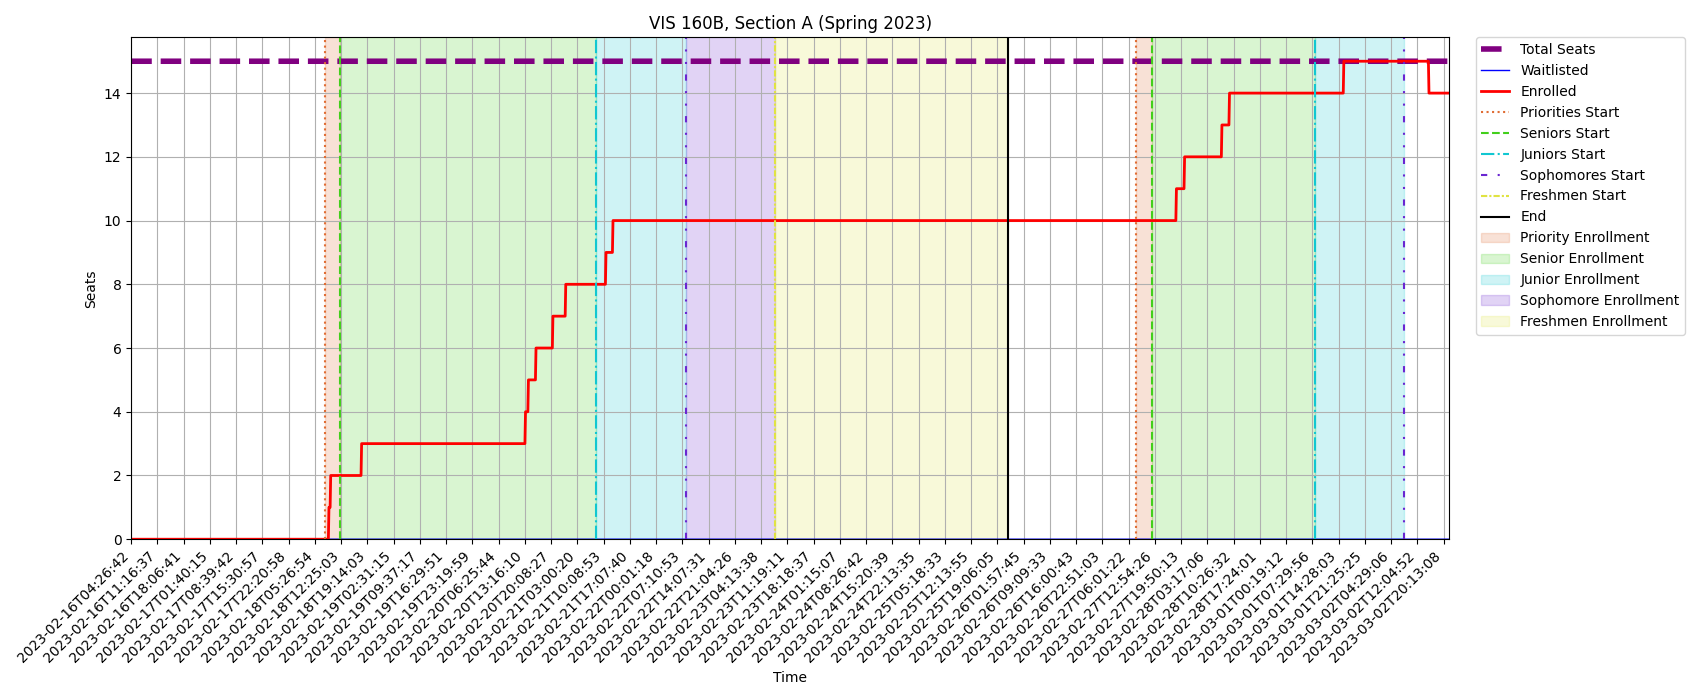 VIS 160B, Section A (Spring 2023)
Seats
14
12
10
8
6
4
2
0
2023-02-16T04:26:42
2023-02-16T11:16:37
2023-02-16T18:06:41
2023-02-17T01:40:15
2023-02-17T08:39:42
2023-02-17T15:30:57
2023-02-17T22:20:58
2023-02-18T05:26:54
2023-02-18T12:25:03
2023-02-18T19:14:03
2023-02-19T02:31:15
2023-02-19T09:37:17
2023-02-19T16:29:51
2023-02-19T23:19:59
2023-02-20T06:25:44
2023-02-20T13:16:10
2023-02-20T20:08:27
2023-02-21T03:00:20
2023-02-21T10:08:53
2023-02-21T17:07:40
2023-02-22T00:01:18
2023-02-22T07:10:53
2023-02-22T14:07:31
2023-02-22T21:04:26
2023-02-23T04:13:38
2023-02-23T11:19:11
2023-02-23T18:18:37
2023-02-24T01:15:07
2023-02-24T08:26:42
2023-02-24T15:20:39
2023-02-24T22:13:35
2023-02-25T05:18:33
2023-02-25T12:13:55
2023-02-25T19:06:05
2023-02-26T01:57:45
2023-02-26T09:09:33
2023-02-26T16:00:43
2023-02-26T22:51:03
2023-02-27T06:01:22
2023-02-27T12:54:26
2023-02-27T19:50:13
2023-02-28T03:17:06
2023-02-28T10:26:32
2023-02-28T17:24:01
2023-03-01T00:19:12
2023-03-01T07:29:56
2023-03-01T14:28:03
2023-03-01T21:25:25
2023-03-02T04:29:06
2023-03-02T12:04:52
2023-03-02T20:13:08
Time
Total Seats
Waitlisted
Enrolled
Priorities Start
Seniors Start
Juniors Start
Sophomores Start
Freshmen Start
End
Priority Enrollment
Senior Enrollment
Junior Enrollment
Sophomore Enrollment
Freshmen Enrollment